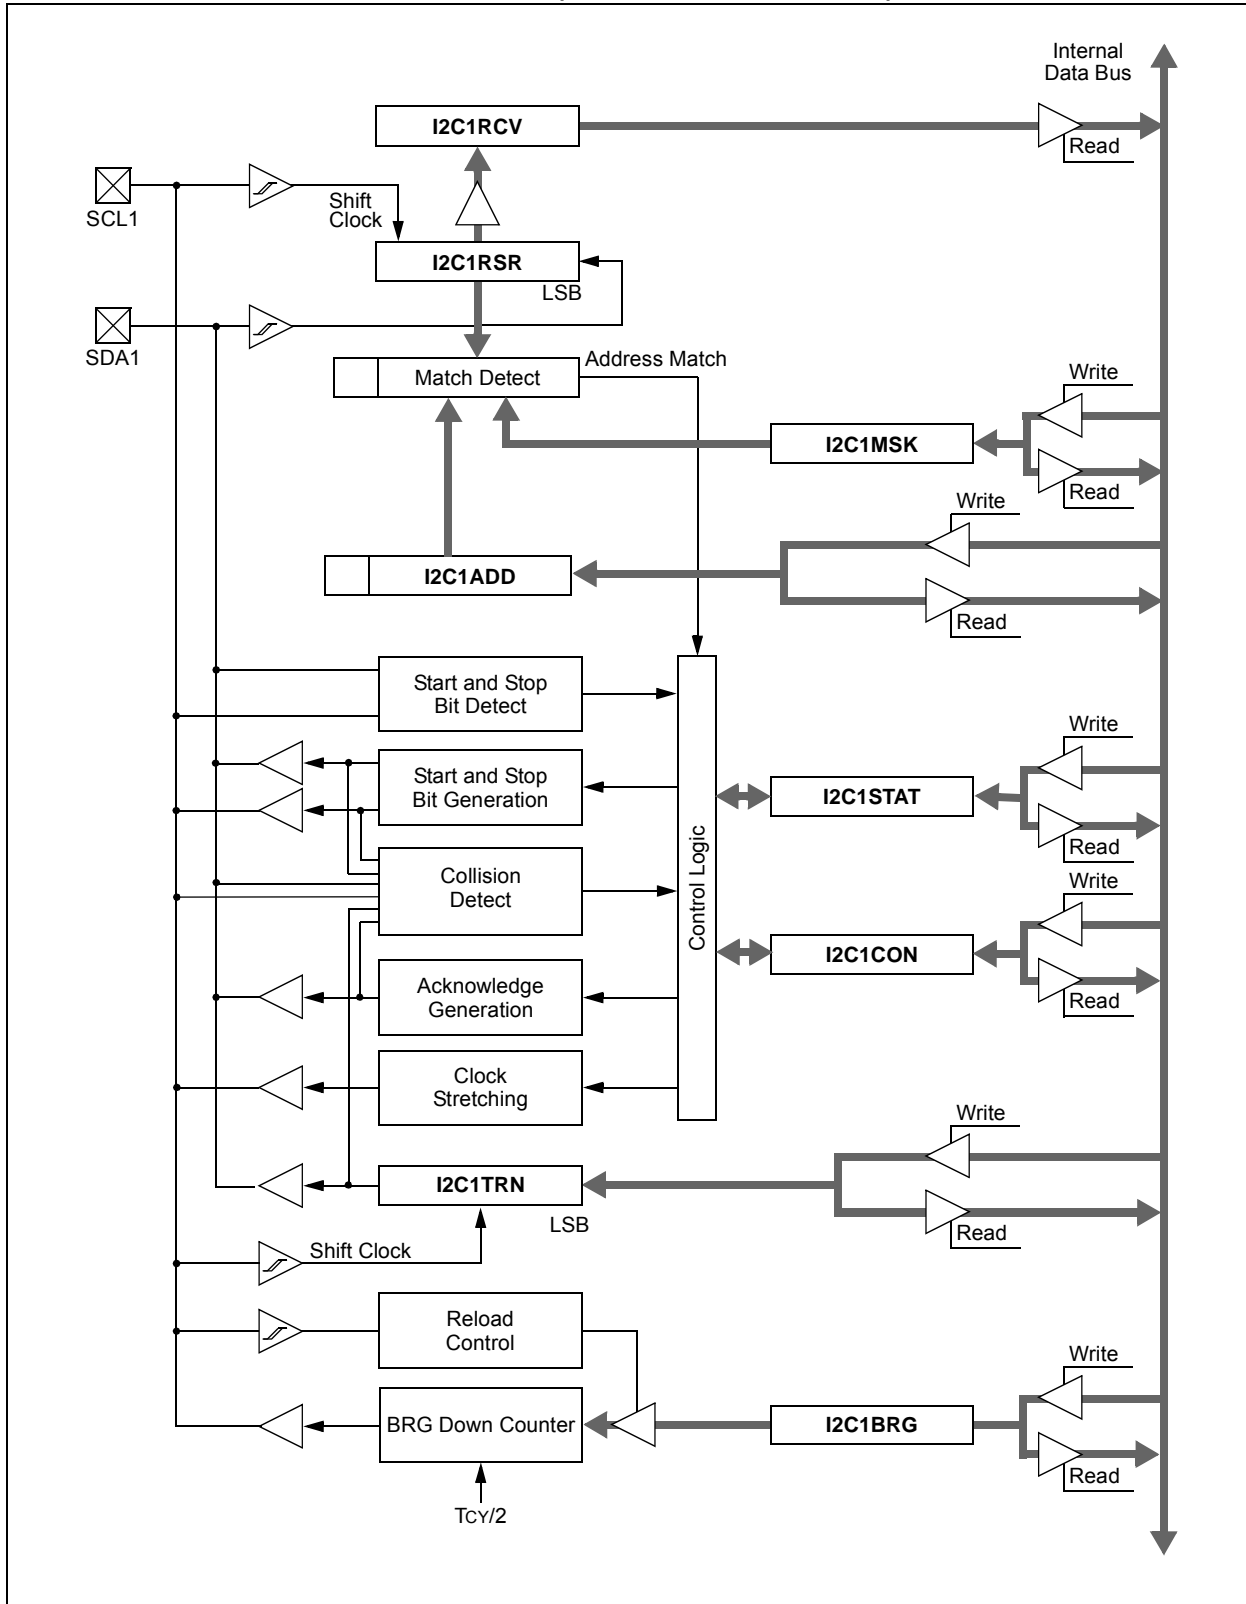 Internal
Data Bus
I2C1RCV
Read
SCL1
Shift
Clock
I2C1RSR
LSB
SDA1
Match Detect
Address Match
Write
I2C1MSK
Read
Write
I2C1ADD
Read
Start and Stop
Bit Detect
Write
Start and Stop
Bit Generation
I2C1STAT
Read
Control Logic
Collision
Detect
Write
I2C1CON
Read
Acknowledge
Generation
Clock
Stretching
Write
I2C1TRN
LSB
Read
Shift Clock
Reload
Control
Write
BRG Down Counter
I2C1BRG
Read
TCY/2